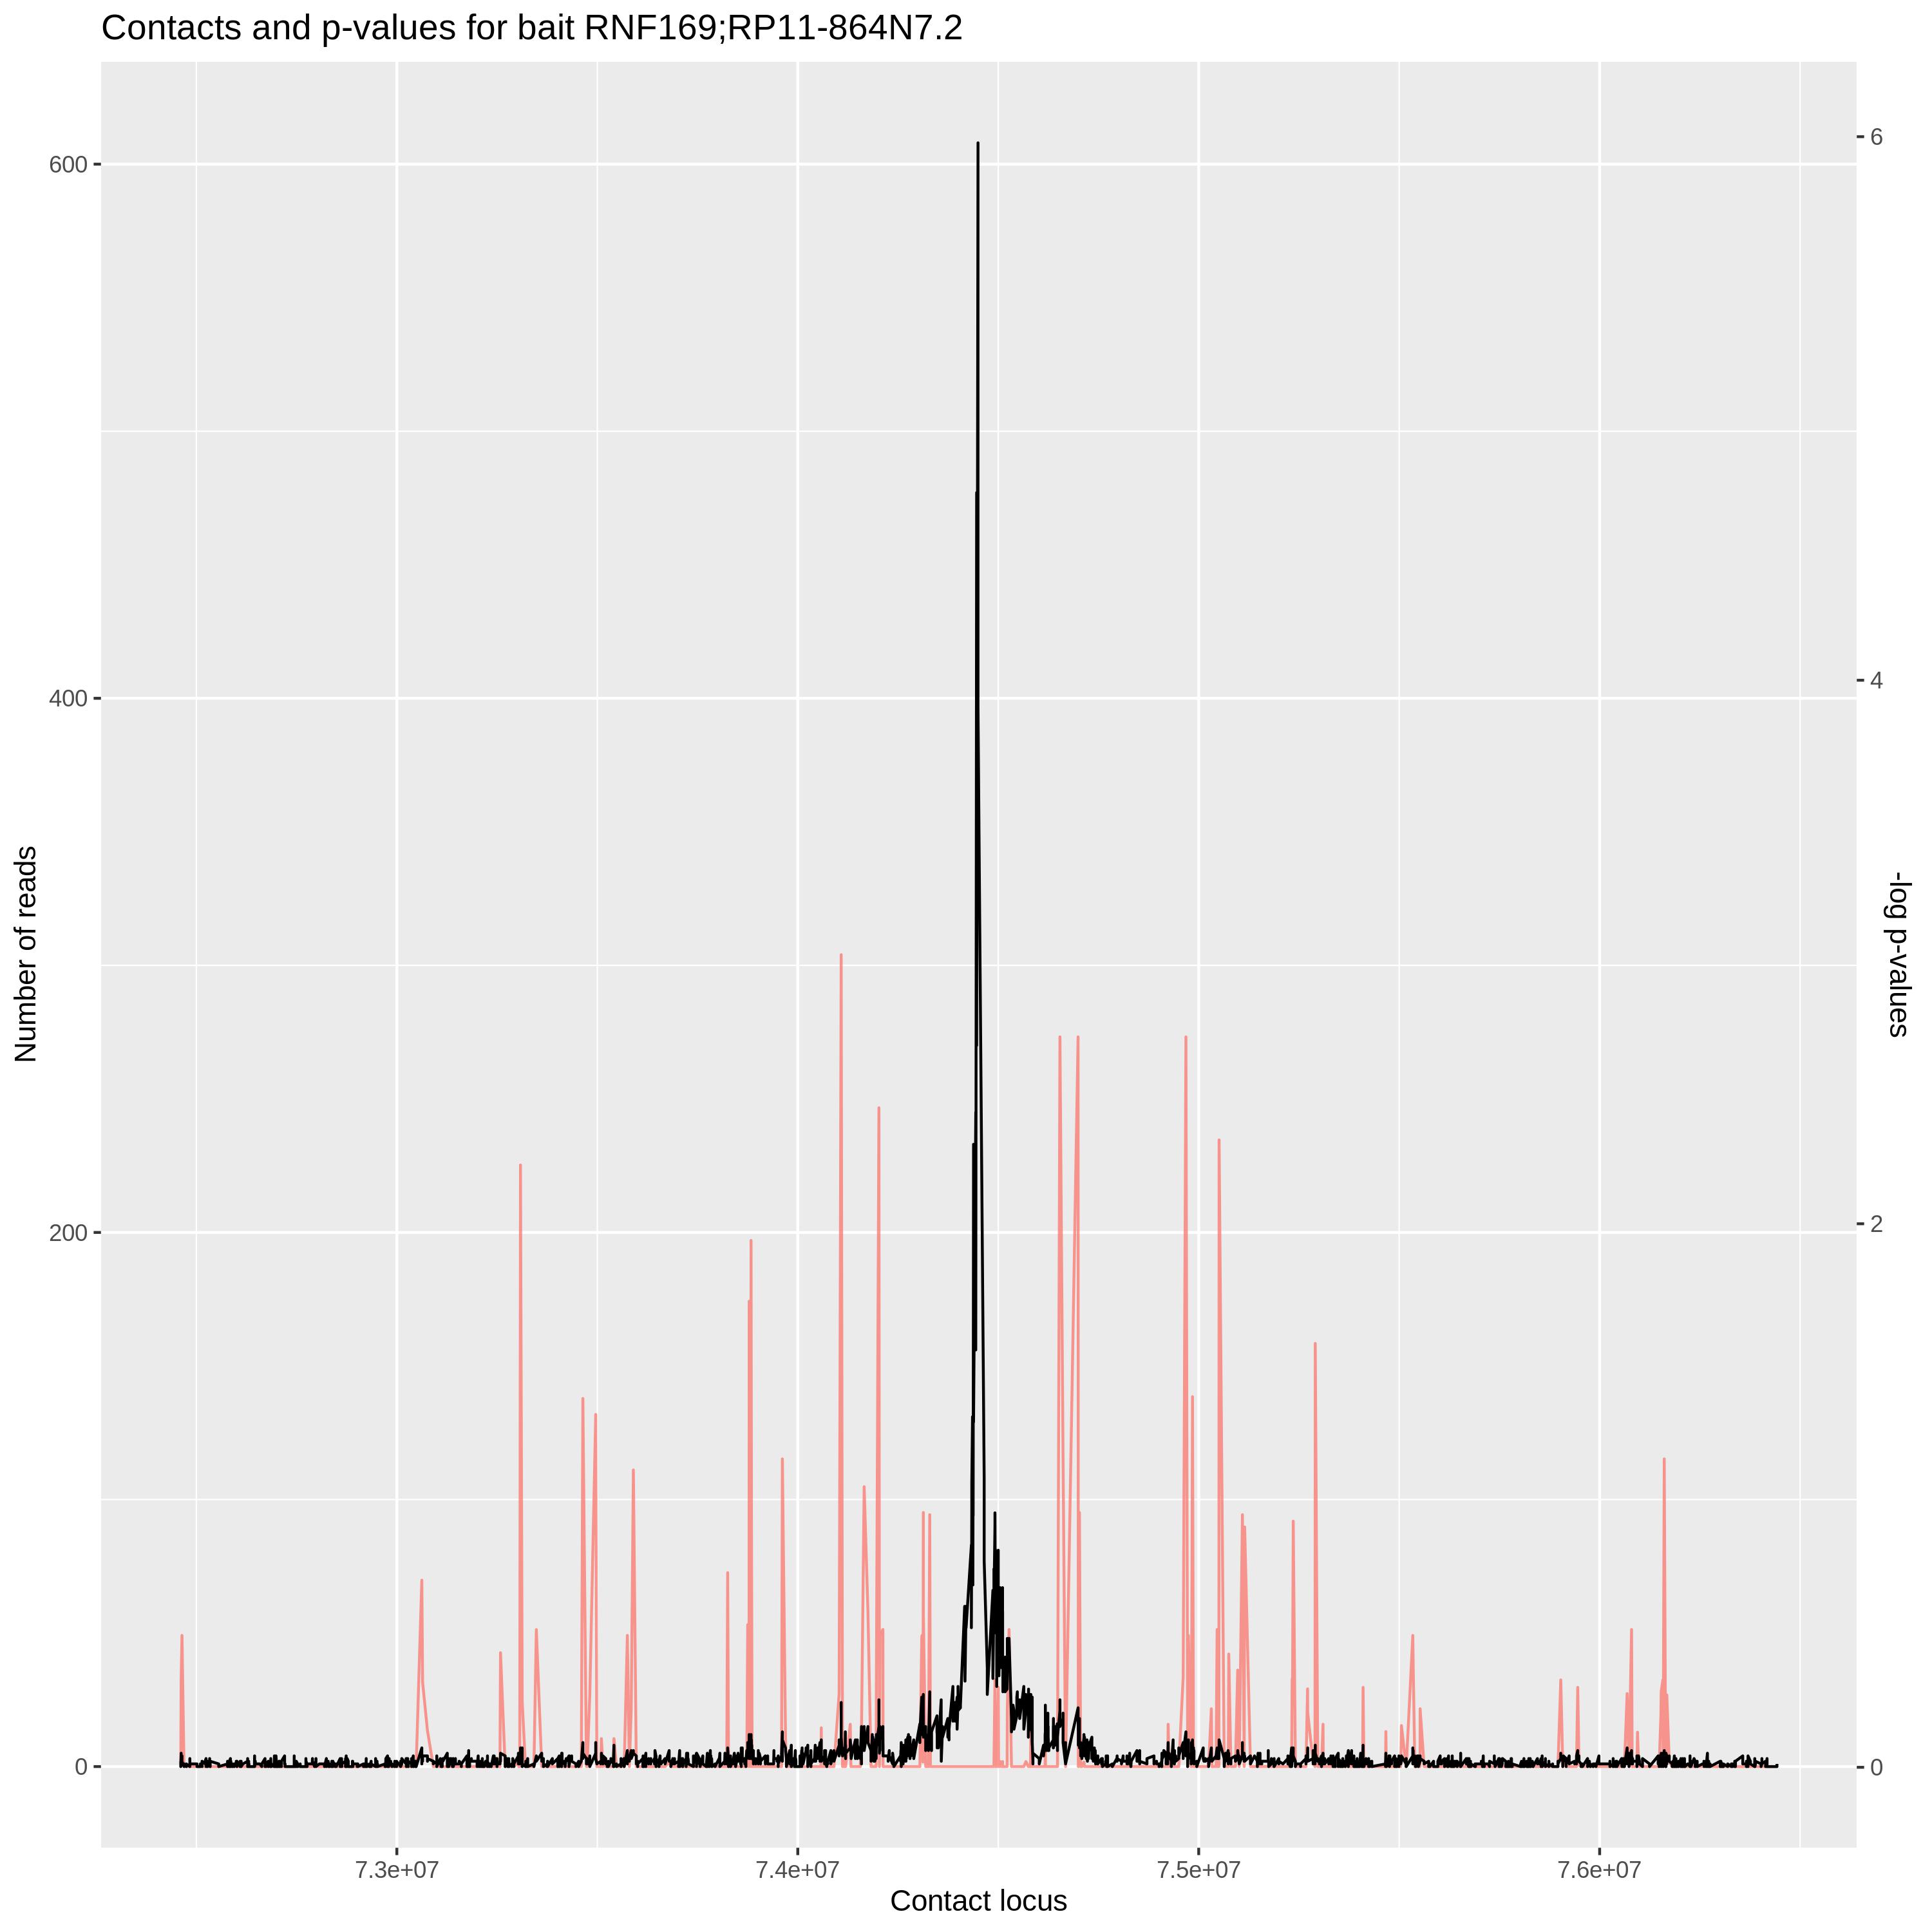 Contacts and p-values for bait RNF169;RP11-864N7.2
600
400
200
0
Number of reads
6
4
2
0
-log p-values
7.3e+07 7.4e+07 7.5e+07 7.6e+07
Contact locus